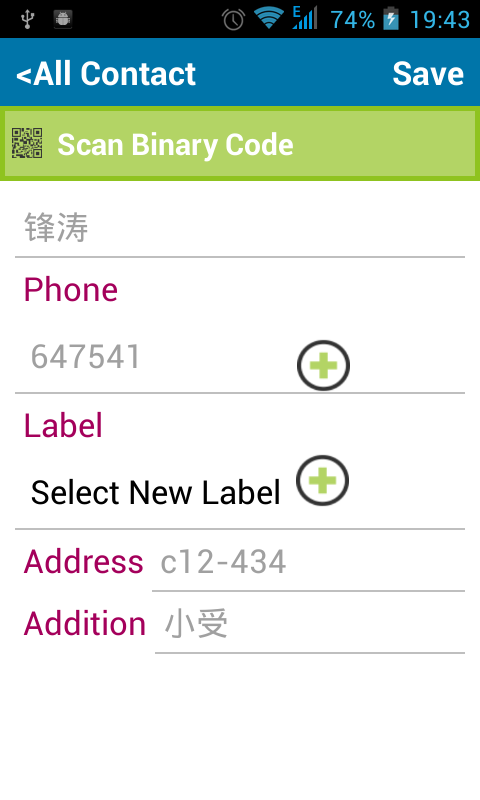 E 74% 19:43
<All Contact Save
Scan Binary Code
锋涛
Phone
647541
Label
Select New Label
Address c12-434
Addition 小受